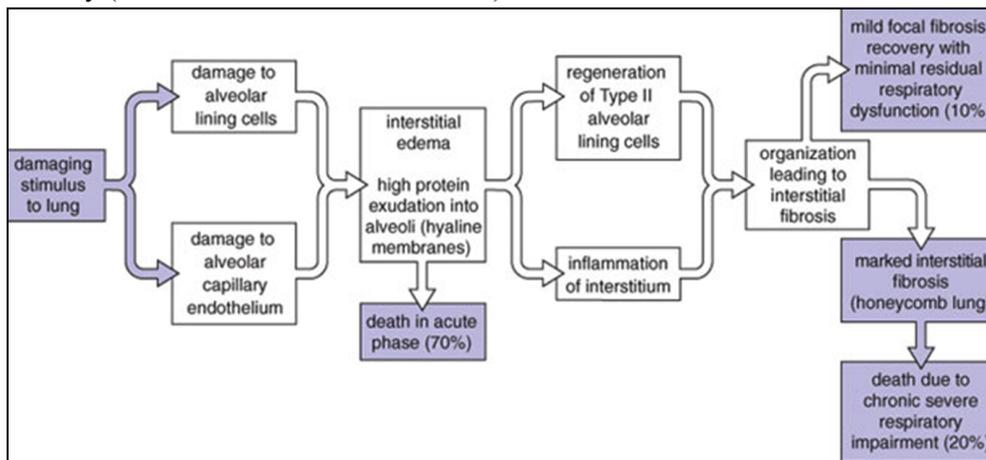 damaging
stimulus
to lung
damage to
alveolar
lining cells
damage to
alveolar
capillary
endothelium
interstitial
edema
high protein
exudation into
alveoli (hyaline
membranes)
death in acute
phase (70%)
regeneration
of Type II
alveolar
lining cells
inflammation
of interstitium
organization
leading to
interstitial
fibrosis
mild focal fibrosis
recovery with
minimal residual
respiratory
dysfunction (10%
marked interstitial
fibrosis
(honeycomb lung
death due to
chronic severe
respiratory
impairment (20%)